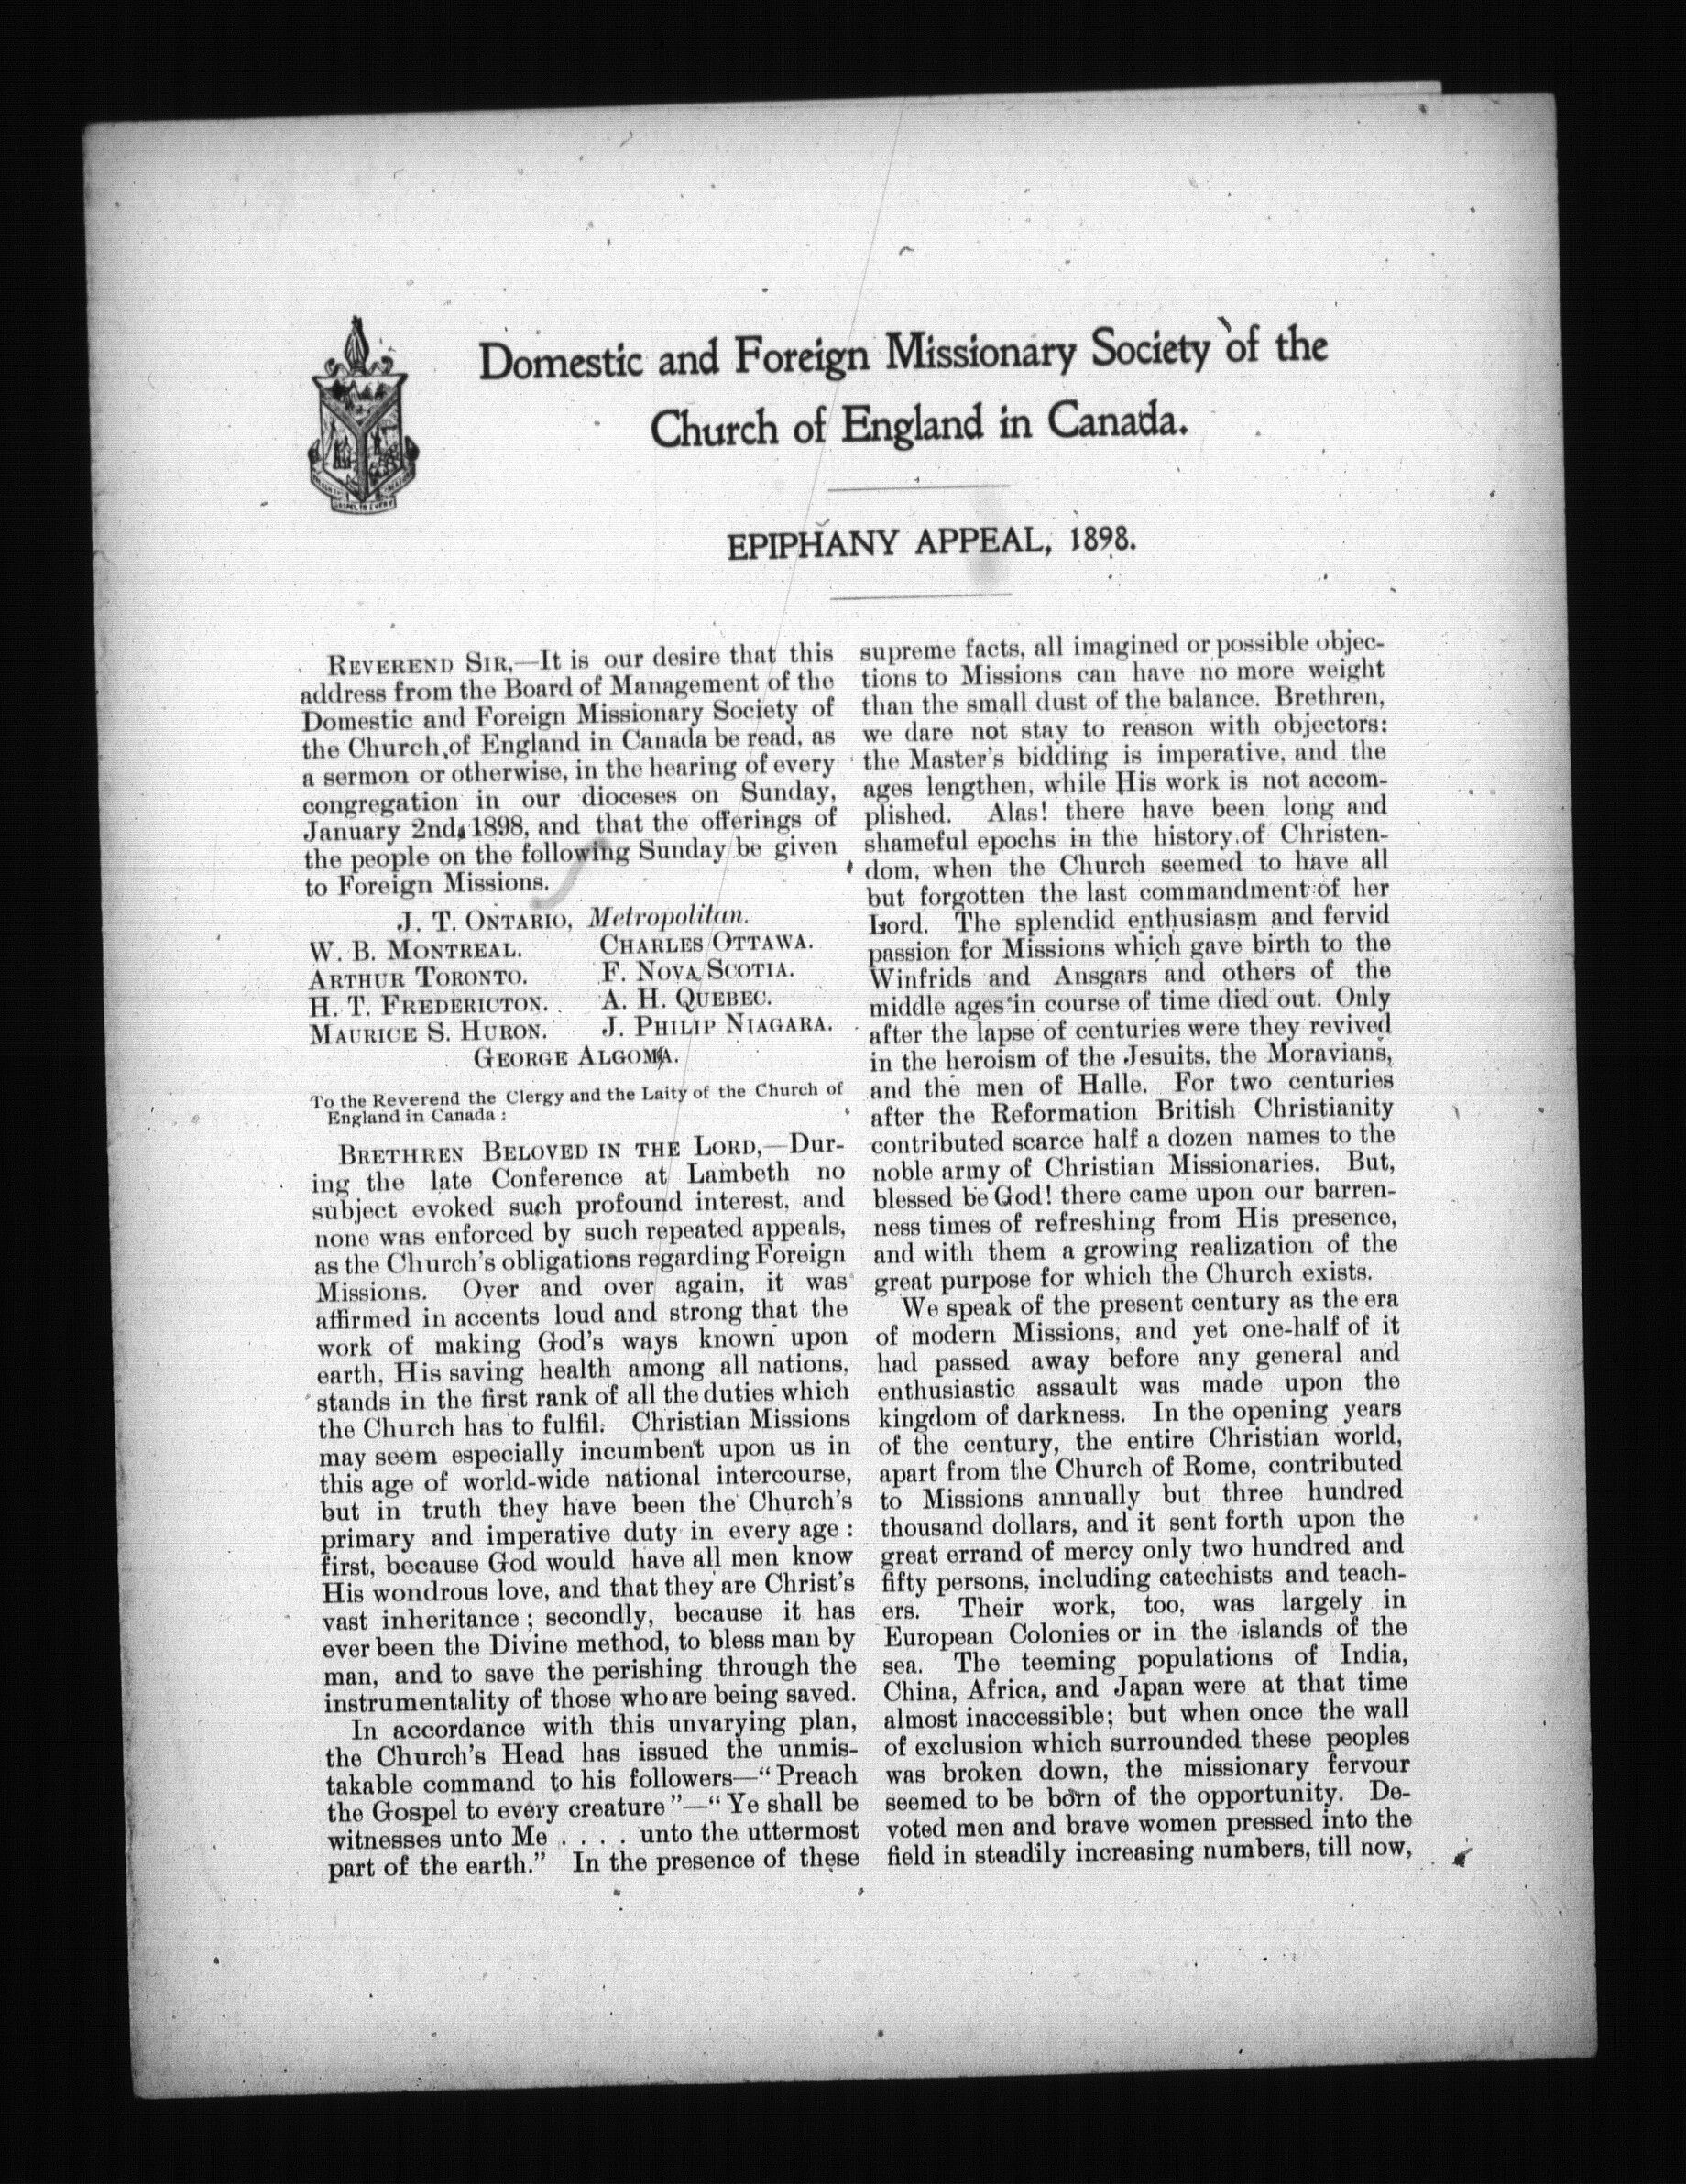 Domestic and Foreign Missionary Society of the
Church of England in Canada.
EPIPHANY APPEAL, 1898.
REVEREND SIR,—It is our desire that this
address from the Board of Management of the
Domestic and Foreign Missionary Society of
the Church of England in Canada be read, as
a sermon or otherwise, in the hearing of every
congregation in our dioceses on Sunday,
January 2nd, 1898, and that the offerings of
the people on the following Sunday be given
to Foreign Missions.
J. T. ONTARIO, Metropolitan.
W. B. MONTREAL. CHARLES OTTAWA.
ARTHUR TORONTO. F. NOVA SCOTIA.
H. T. FREDERICTON. A. H. QUEBEC.
MAURICE S. HURON. J. PHILIP NIAGARA.
GEORGE ALGOMA.
To the Reverend the Clergy and the Laity of the Church of
England in Canada :
BRETHREN BELOVED IN THE LORD,—Dur-
ing the late Conference at Lambeth no
subject evoked such profound interest, and
none was enforced by such repeated appeals,
as the Church's obligations regarding Foreign
Missions. Over and over again, it was
affirmed in accents loud and strong that the
work of making God's ways known upon
earth, His saving health among all nations,
stands in the first rank of all the duties which
the Church has to fulfil. Christian Missions
may seem especially incumbent upon us in
this age of world-wide national intercourse,
but in truth they have been the Church's
primary and imperative duty in every age :
first, because God would have all men know
His wondrous love, and that they are Christ's
vast inheritance ; secondly, because it has
ever been the Divine method, to bless man by
man, and to save the perishing through the
instrumentality of those who are being saved.
In accordance with this unvarying plan,
the Church's Head has issued the unmis-
takable command to his followers—"Preach
the Gospel to every creature"—"Ye shall be
witnesses unto Me . . . . unto the uttermost
part of the earth." In the presence of these
supreme facts, all imagined or possible objec-
tions to Missions can have no more weight
than the small dust of the balance. Brethren,
we dare not stay to reason with objectors:
the Master's bidding is imperative, and the
ages lengthen, while His work is not accom-
plished. Alas! there have been long and
shameful epochs in the history of Christen-
dom, when the Church seemed to have all
but forgotten the last commandment of her
Lord. The splendid enthusiasm and fervid
passion for Missions which gave birth to the
Winfrids and Ansgars and others of the
middle ages in course of time died out. Only
after the lapse of centuries were they revived
in the heroism of the Jesuits, the Moravians,
and the men of Halle. For two centuries
after the Reformation British Christianity
contributed scarce half a dozen names to the
noble army of Christian Missionaries. But,
blessed be God! there came upon our barren-
ness times of refreshing from His presence,
and with them a growing realization of the
great purpose for which the Church exists.
We speak of the present century as the era
of modern Missions, and yet one-half of it
had passed away before any general and
enthusiastic assault was made upon the
kingdom of darkness. In the opening years
of the century, the entire Christian world,
apart from the Church of Rome, contributed
to Missions annually but three hundred
thousand dollars, and it sent forth upon the
great errand of mercy only two hundred and
fifty persons, including catechists and teach-
ers. Their work, too, was largely in
European Colonies or in the islands of the
sea. The teeming populations of India,
China, Africa, and Japan were at that time
almost inaccessible; but when once the wall
of exclusion which surrounded these peoples
was broken down, the missionary fervour
seemed to be born of the opportunity. De-
voted men and brave women pressed into the
field in steadily increasing numbers, till now,